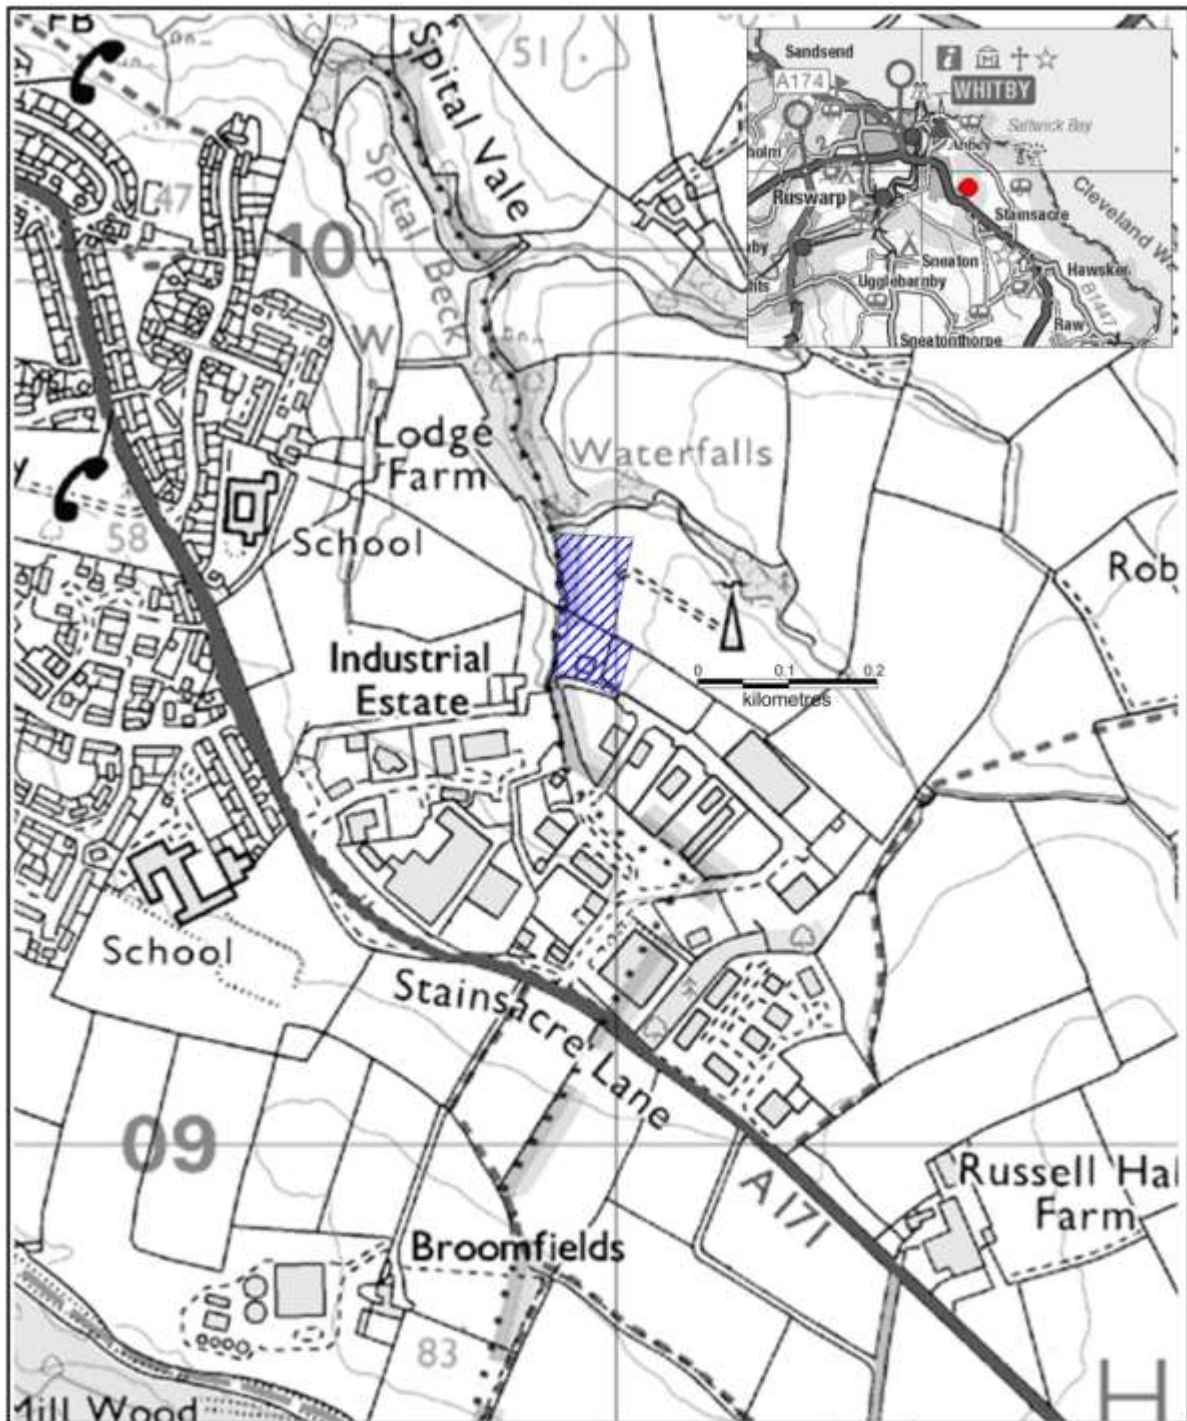 FB
Spital Vale
51
Sandsend
A174
WHITBY
Saltwick Bay
Abbey
Ruswarp
Stainsacre
Cleveland W
Sneaton
Hawsker
Ugglebarnby
B1447
Raw
Sneatonthorpe
47
10
Spital Beck
W
Lodge
Farm
Waterfalls
58
School
Rob
Industrial
Estate
0 0.1 0.2
kilometres
School
Stainsacre Lane
09
A171
Russell Hal
Farm
Broomfields
83
H
Mill Wood